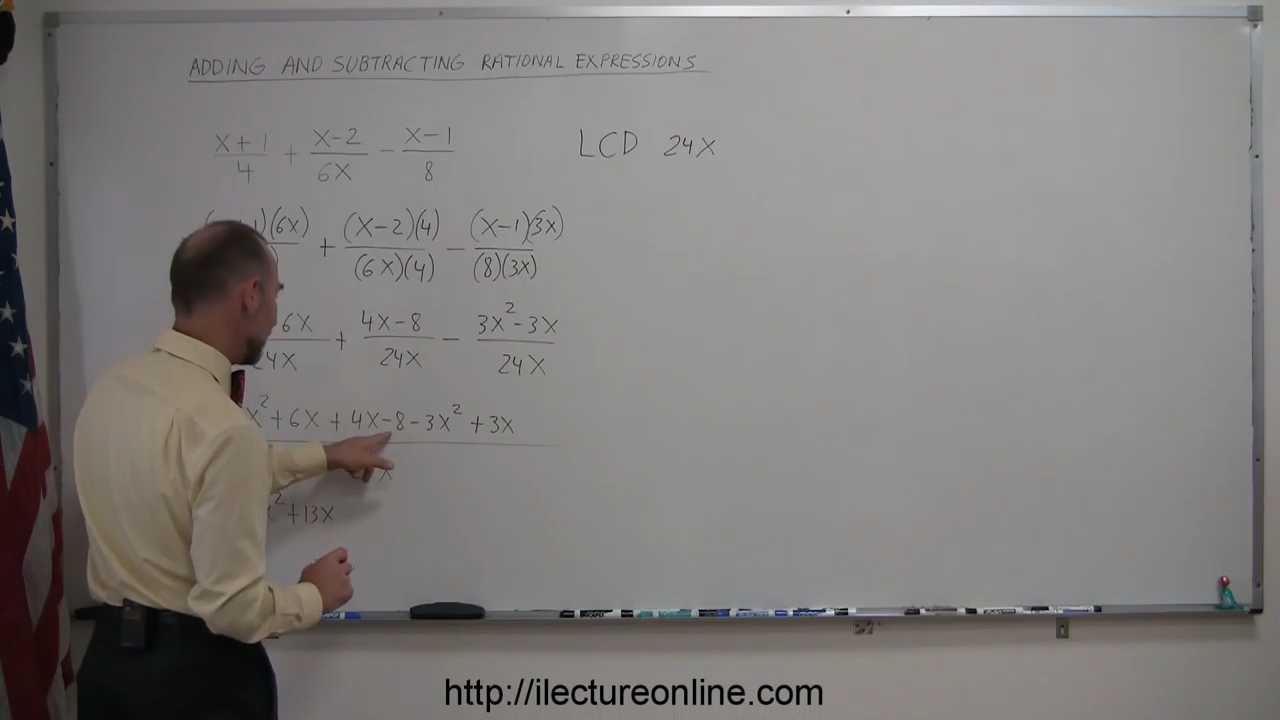 ADDING AND SUBTRACTING RATIONAL EXPRESSIONS
(x+1)/4 + (x-2)/6x - (x-1)/8 LCD 24x
1)(6x) + (x-2)(4)/(6x)(4) - (x-1)(3x)/(8)(3x)
6x/4x + 4x-8/24x - 3x²-3x/24x
x²+6x+4x-8-3x²+3x
x
x²+13x
http://ilectureonline.com